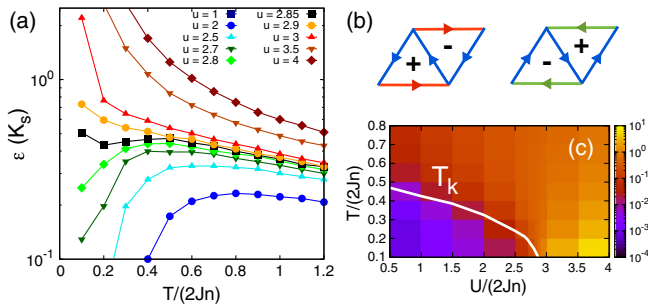 (a)
u = 1
u = 2
u = 2.5
u = 2.7
u = 2.8
u = 2.85
u = 2.9
u = 3
u = 3.5
u = 4
ε (Ks)
10^0
10^-1
0 0.2 0.4 0.6 0.8 1 1.2
T/(2Jn)
(b)
+ -
- +
(c)
Tk
T/(2Jn)
0.8
0.7
0.6
0.5
0.4
0.3
0.2
0.1
0.5 1 1.5 2 2.5 3 3.5 4
U/(2Jn)
10^1
10^0
10^-1
10^-2
10^-3
10^-4